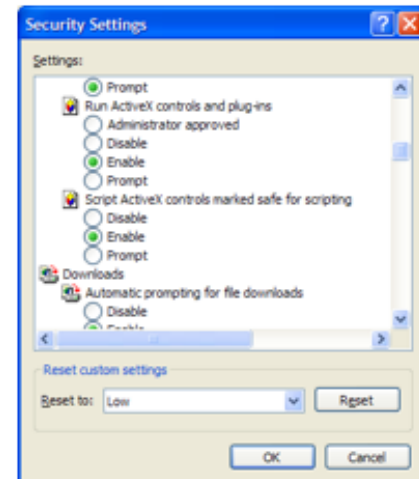 Security Settings
Settings:
Prompt
Run ActiveX controls and plug-ins
Administrator approved
Disable
Enable
Prompt
Script ActiveX controls marked safe for scripting
Disable
Enable
Prompt
Downloads
Automatic prompting for file downloads
Disable
Enable
Reset custom settings
Reset to: Low Reset
OK Cancel